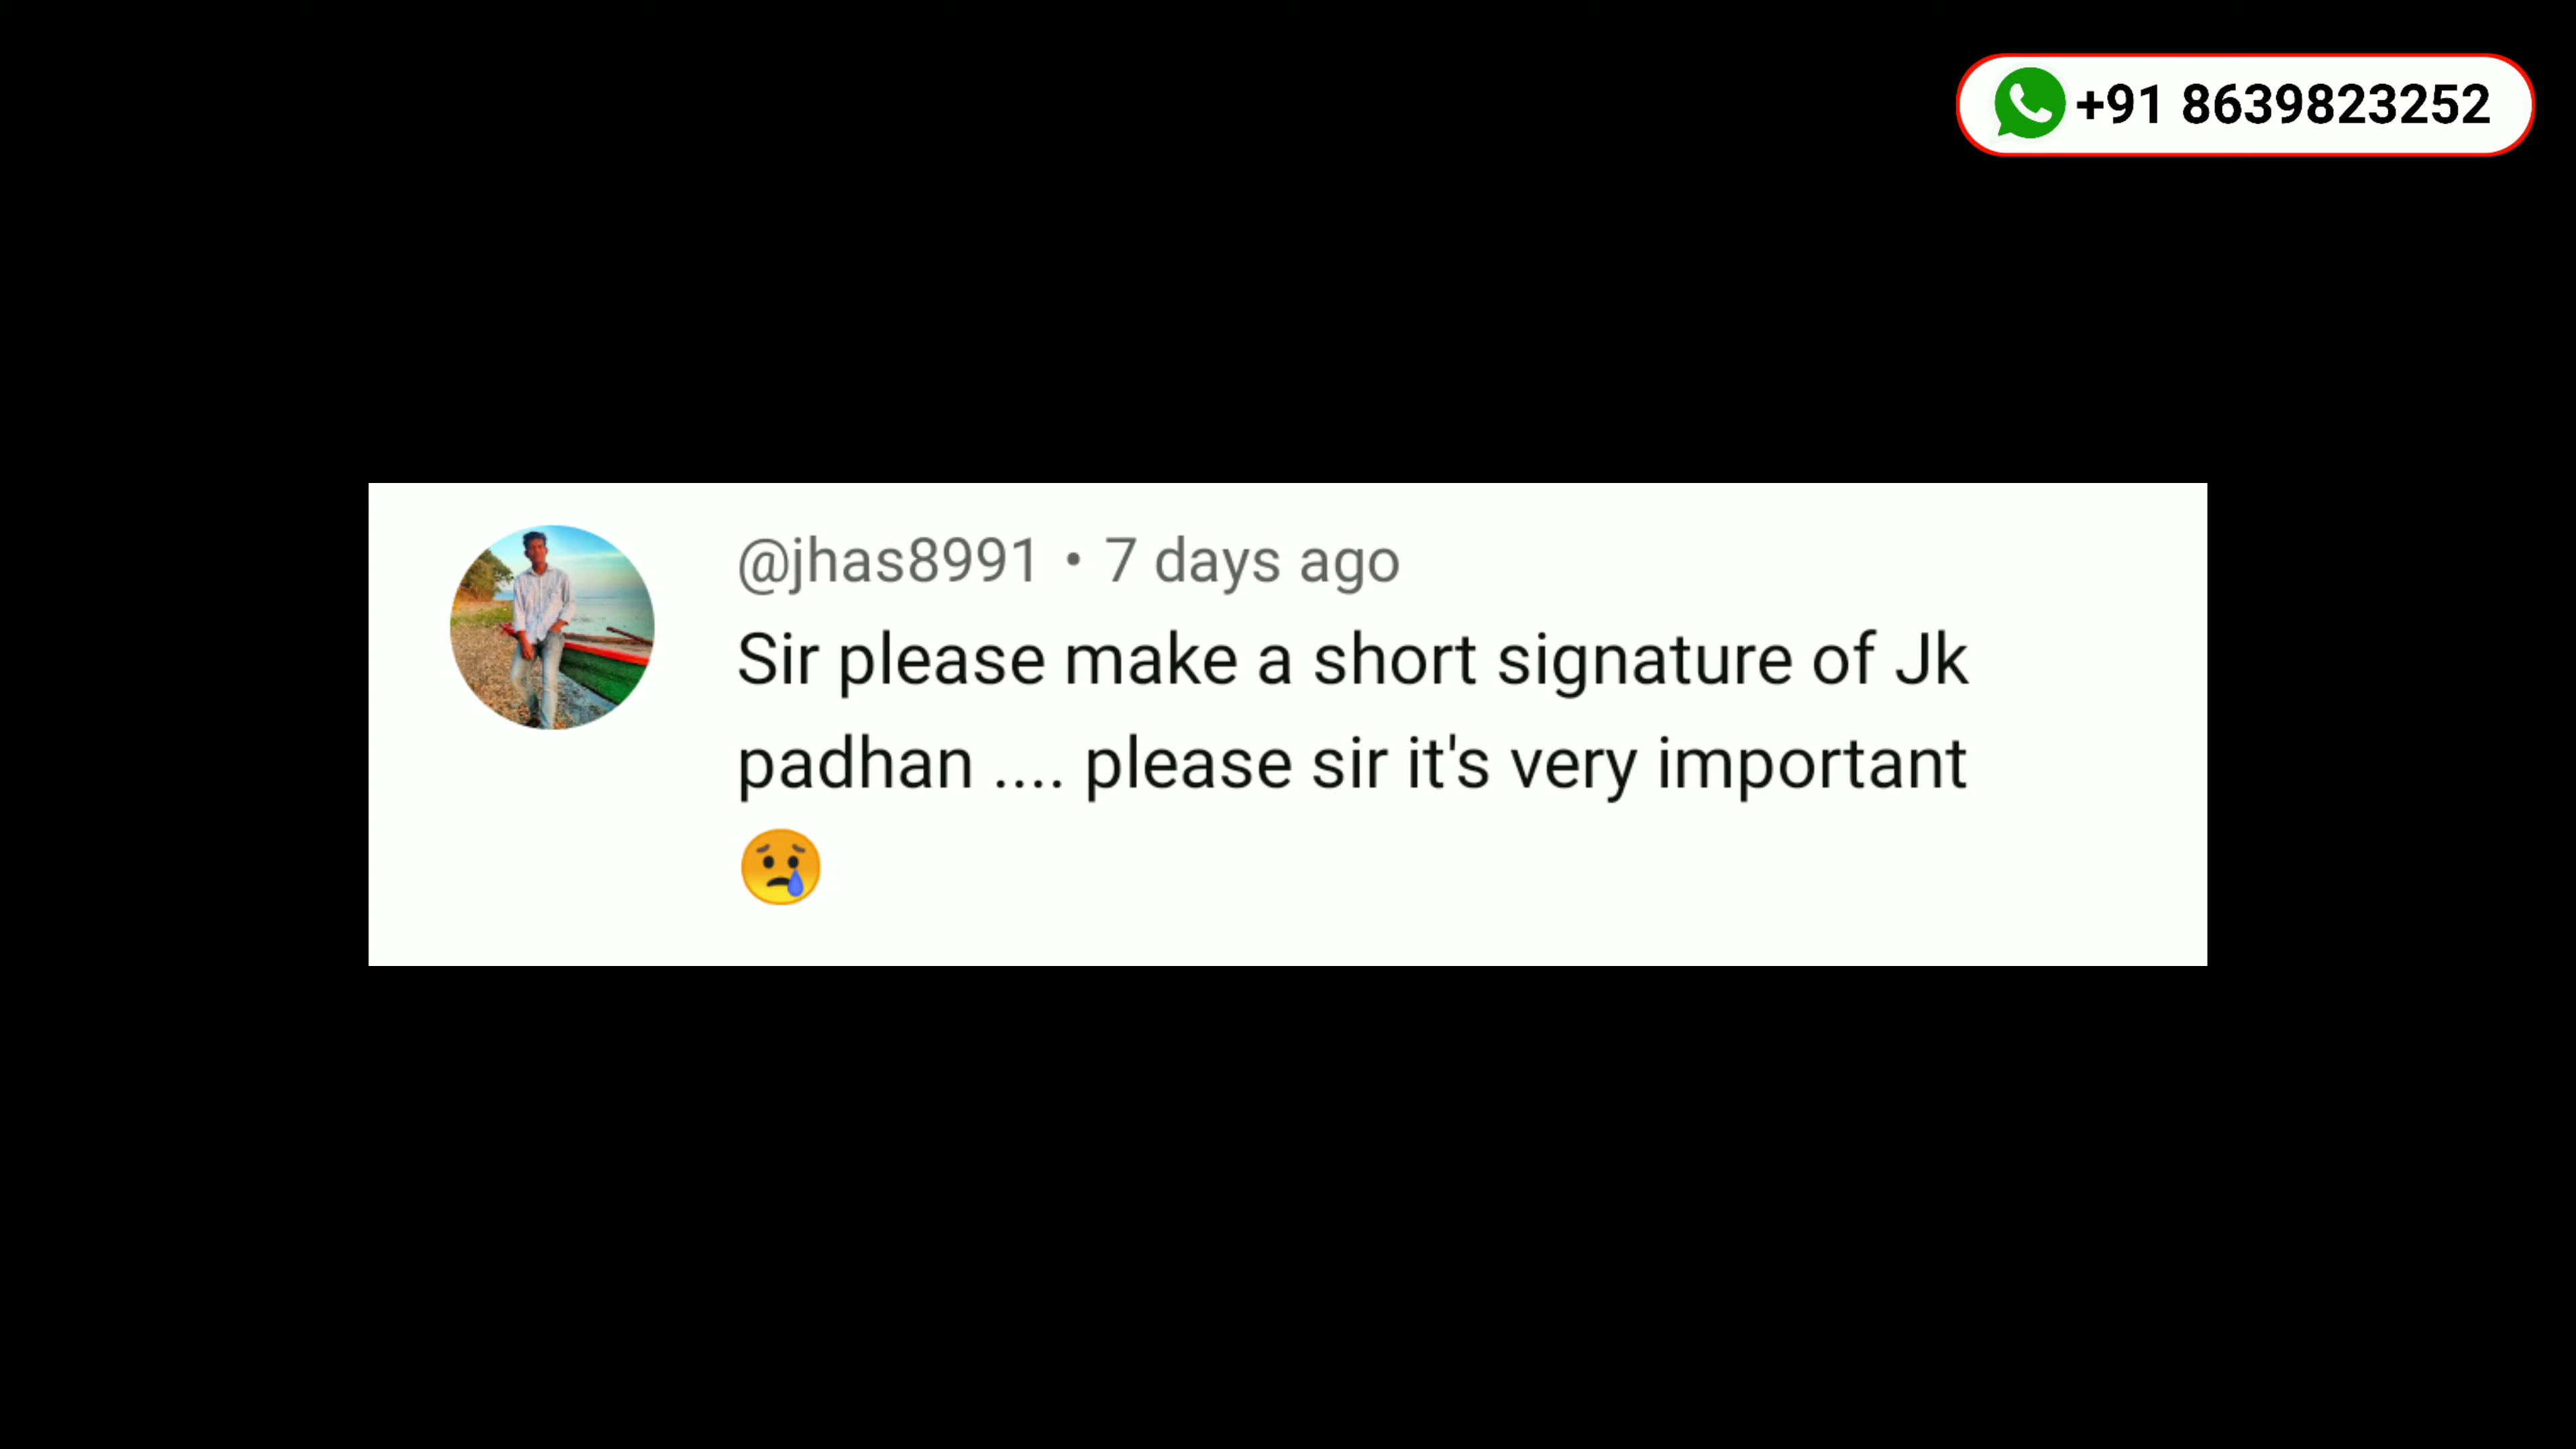 +91 8639823252
@jhas8991 • 7 days ago
Sir please make a short signature of Jk
padhan .... please sir it's very important
😢